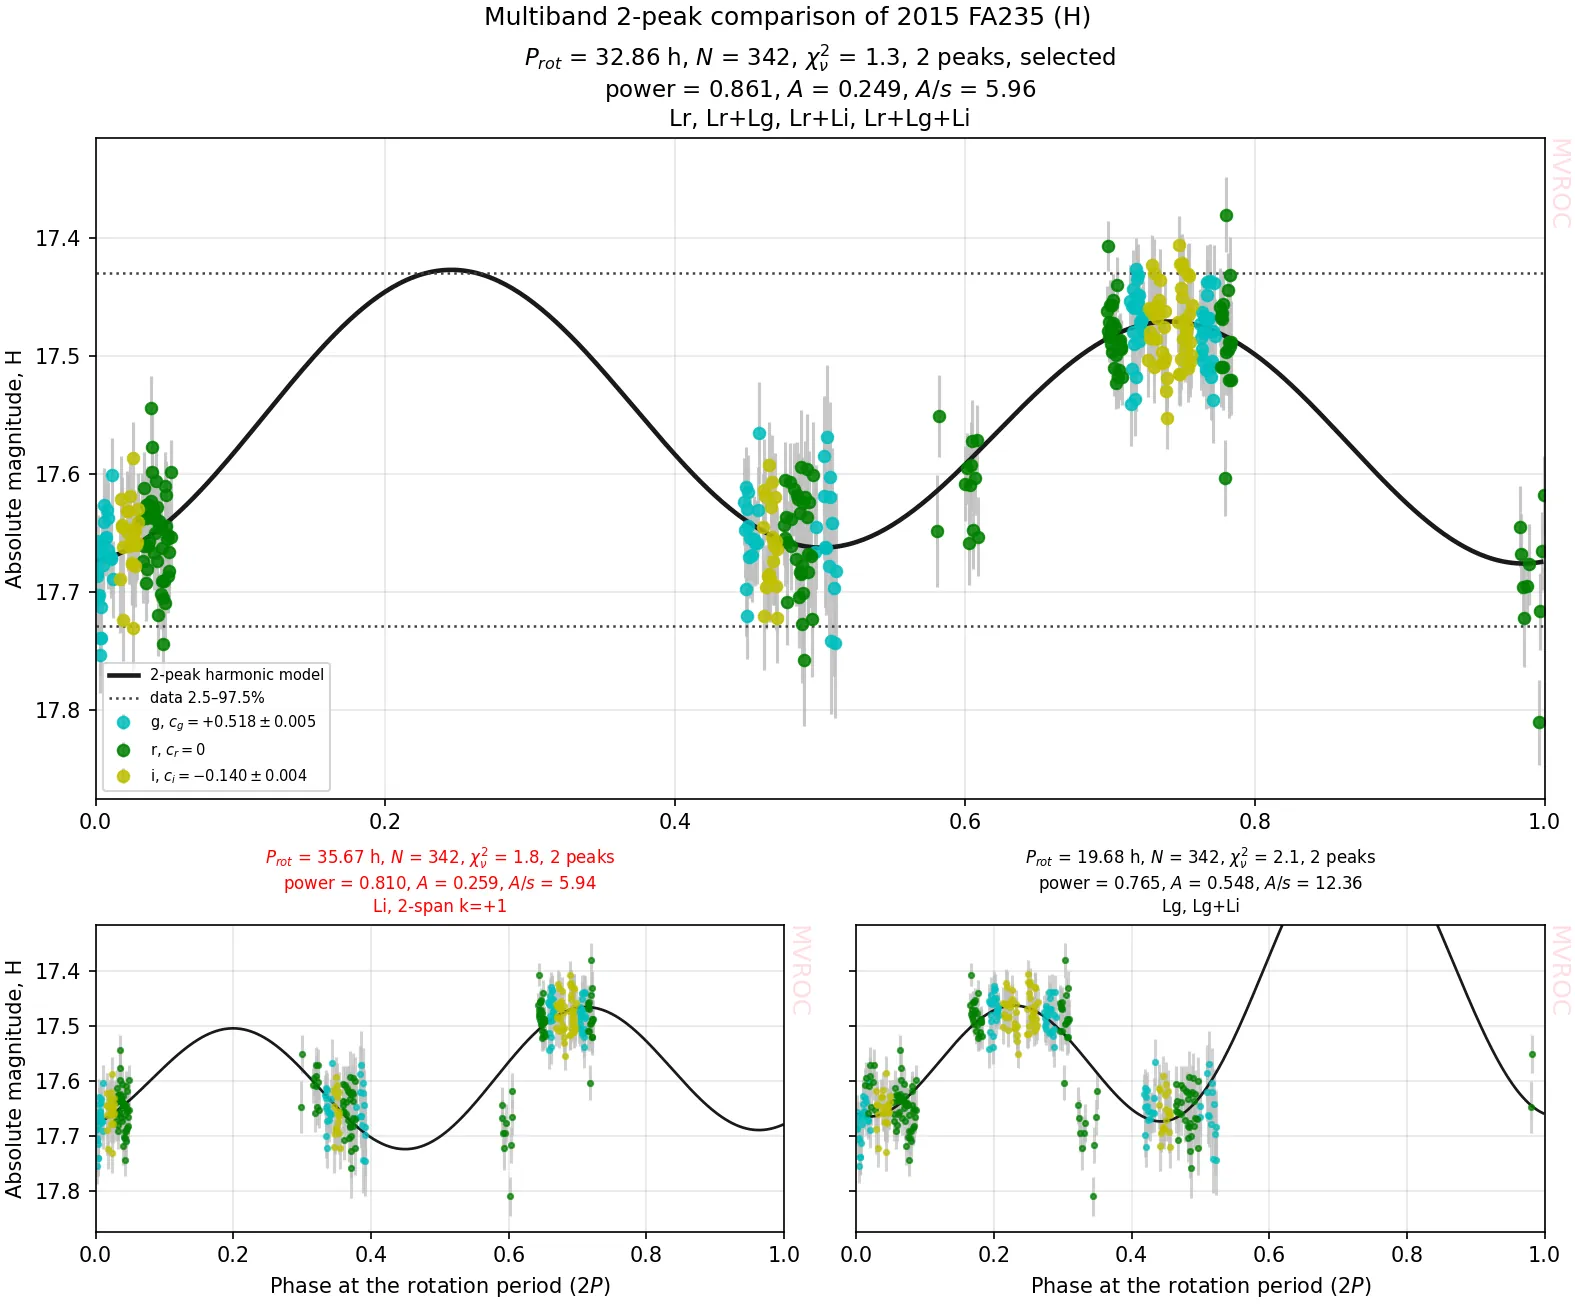 Multiband 2-peak comparison of 2015 FA235 (H)
P_rot = 32.86 h, N = 342, χ²_ν = 1.3, 2 peaks, selected
power = 0.861, A = 0.249, A/s = 5.96
Lr, Lr+Lg, Lr+Li, Lr+Lg+Li
MVROC
Absolute magnitude, H
17.4
17.5
17.6
17.7
17.8
2-peak harmonic model
data 2.5–97.5%
g, c_g = +0.518 ± 0.005
r, c_r = 0
i, c_i = −0.140 ± 0.004
0.0 0.2 0.4 0.6 0.8 1.0
P_rot = 35.67 h, N = 342, χ²_ν = 1.8, 2 peaks
power = 0.810, A = 0.259, A/s = 5.94
Li, 2-span k=+1
MVROC
Absolute magnitude, H
17.4
17.5
17.6
17.7
17.8
0.0 0.2 0.4 0.6 0.8 1.0
Phase at the rotation period (2P)
P_rot = 19.68 h, N = 342, χ²_ν = 2.1, 2 peaks
power = 0.765, A = 0.548, A/s = 12.36
Lg, Lg+Li
MVROC
0.0 0.2 0.4 0.6 0.8 1.0
Phase at the rotation period (2P)